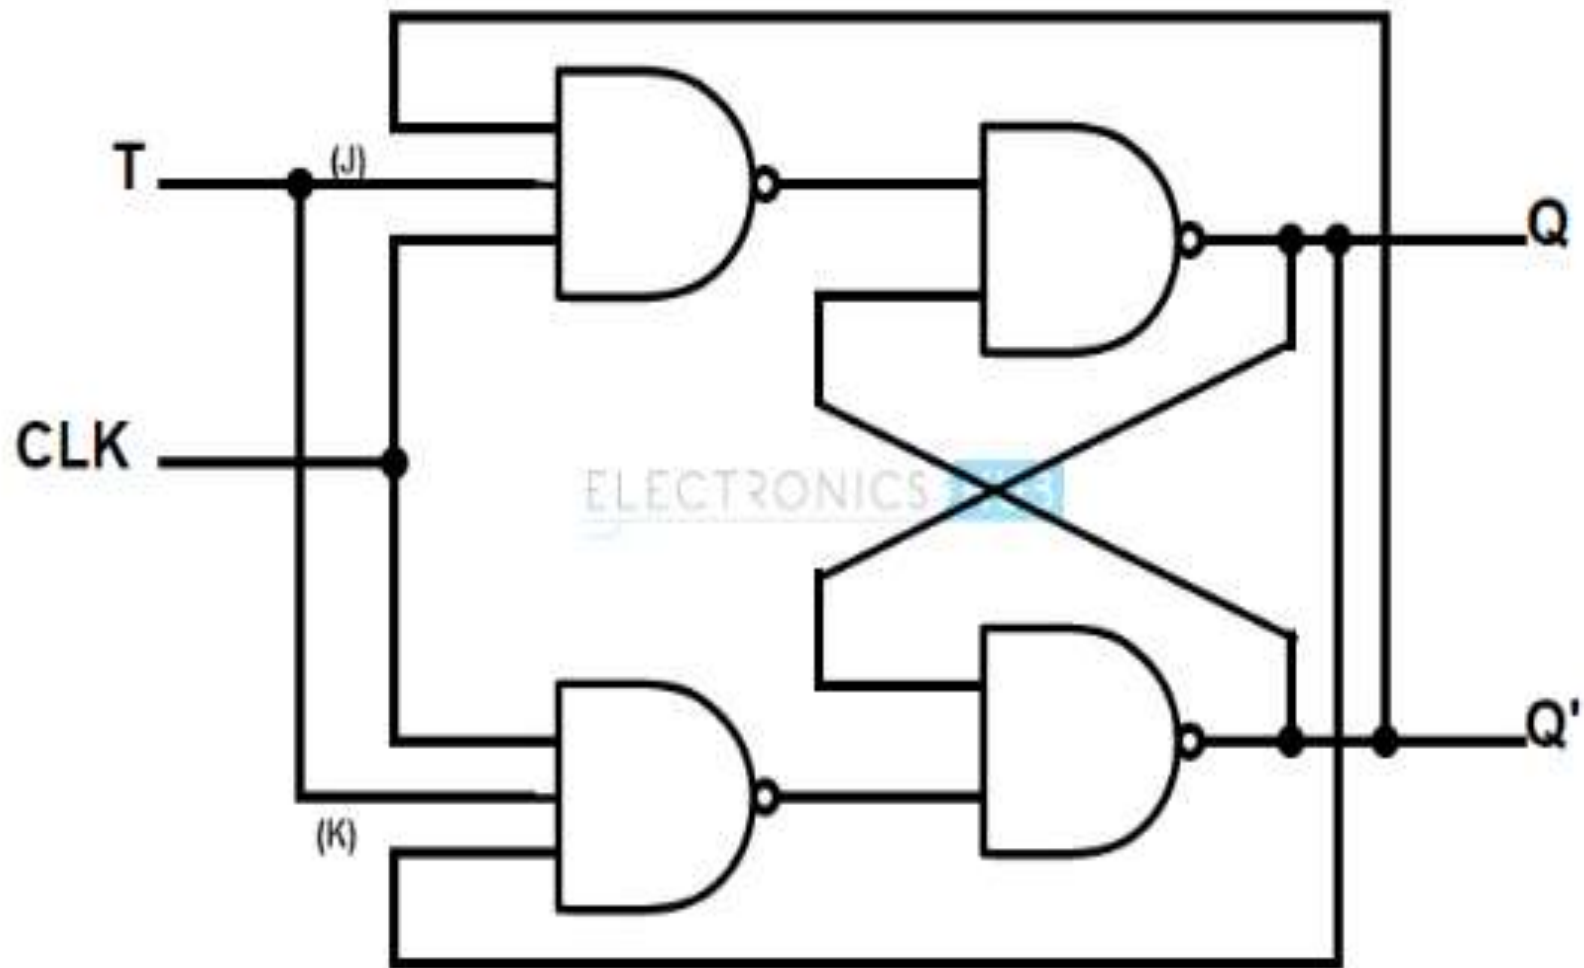 T
(J)
Q
CLK
ELECTRONICS
(K)
Q'